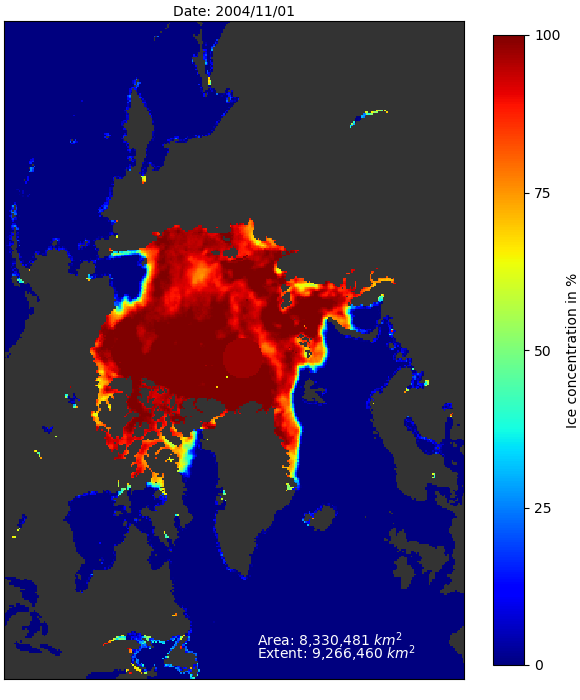 Date: 2004/11/01
100
75
50
25
0
Ice concentration in %
Area: 8,330,481 km²
Extent: 9,266,460 km²